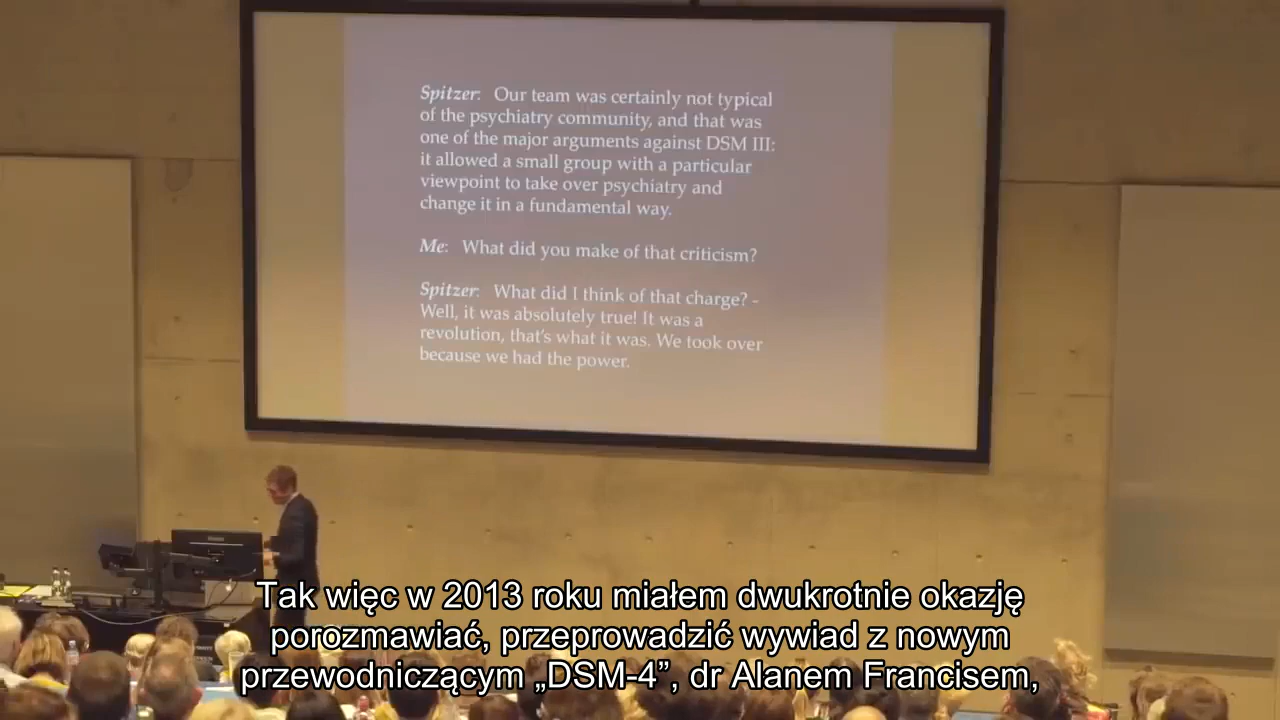 Spitzer: Our team was certainly not typical
of the psychiatry community, and that was
one of the major arguments against DSM III:
it allowed a small group with a particular
viewpoint to take over psychiatry and
change it in a fundamental way.
Me: What did you make of that criticism?
Spitzer: What did I think of that charge? -
Well, it was absolutely true! It was a
revolution, that's what it was. We took over
because we had the power.
Tak więc w 2013 roku miałem dwukrotnie okazję
porozmawiać, przeprowadzić wywiad z nowym
przewodniczącym „DSM-4”, dr Alanem Francisem,